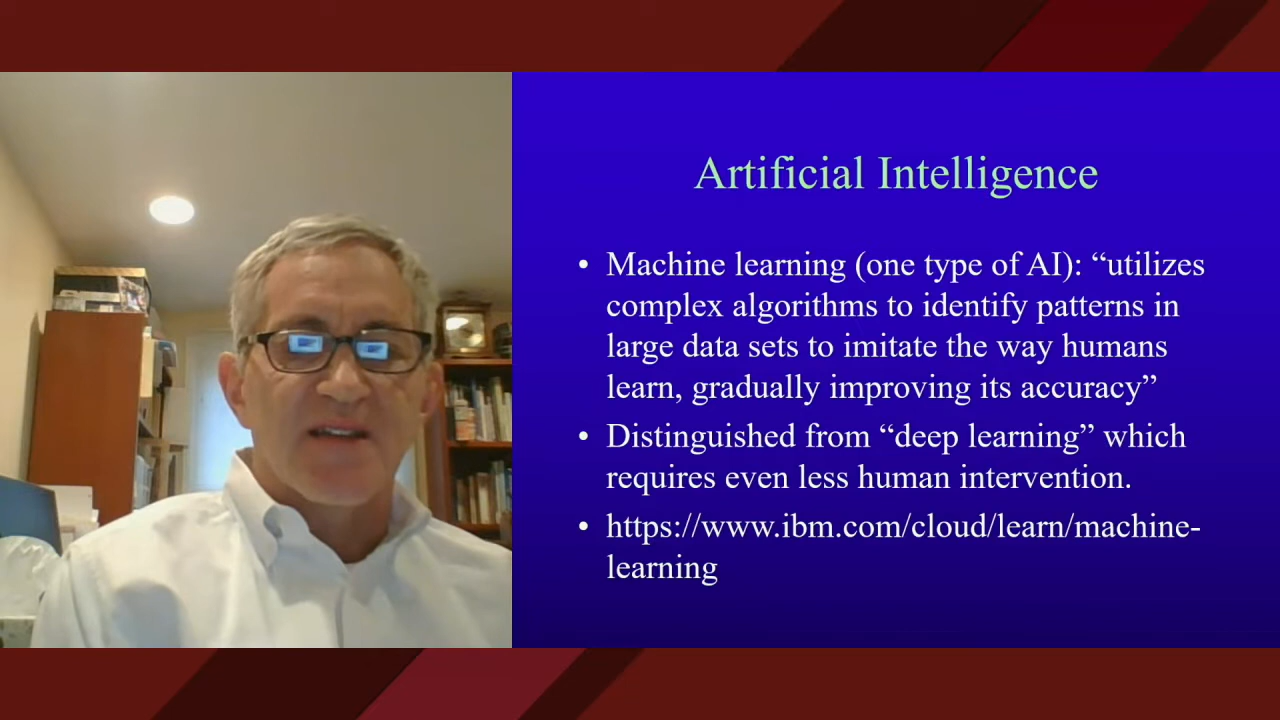 Artificial Intelligence
• Machine learning (one type of AI): “utilizes
complex algorithms to identify patterns in
large data sets to imitate the way humans
learn, gradually improving its accuracy”
• Distinguished from “deep learning” which
requires even less human intervention.
• https://www.ibm.com/cloud/learn/machine-
learning